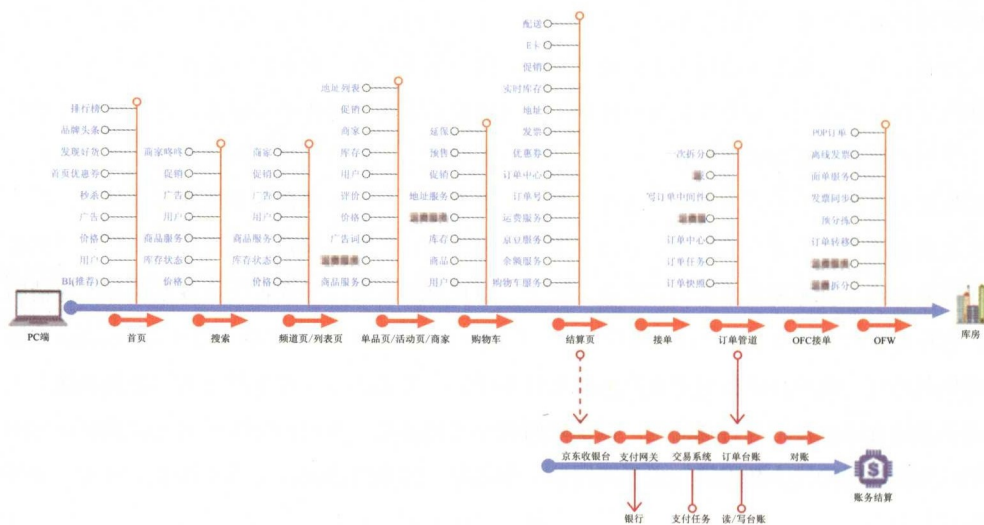 排行榜
品牌头条
发现好货
首页优惠券
秒杀
广告
价格
用户
BI(推荐)
商家咚咚
促销
广告
用户
商品服务
库存状态
价格
商家
促销
广告
用户
商品服务
库存状态
价格
地址列表
促销
商家
库存
用户
评价
价格
广告词
商品服务
延保
预售
促销
地址服务
库存
商品
用户
配送
E卡
促销
实时库存
地址
发票
优惠券
订单中心
订单号
运费服务
京豆服务
余额服务
购物车服务
一次拆分
写订单中间件
订单中心
订单任务
订单快照
POP订单
离线发票
面单服务
发票同步
预分拣
订单转移
拆分
PC端
首页
搜索
频道页/列表页
单品页/活动页/商家
购物车
结算页
接单
订单管道
OFC接单
OFW
库房
京东收银台
支付网关
交易系统
订单台账
对账
账务结算
银行
支付任务
读/写台账